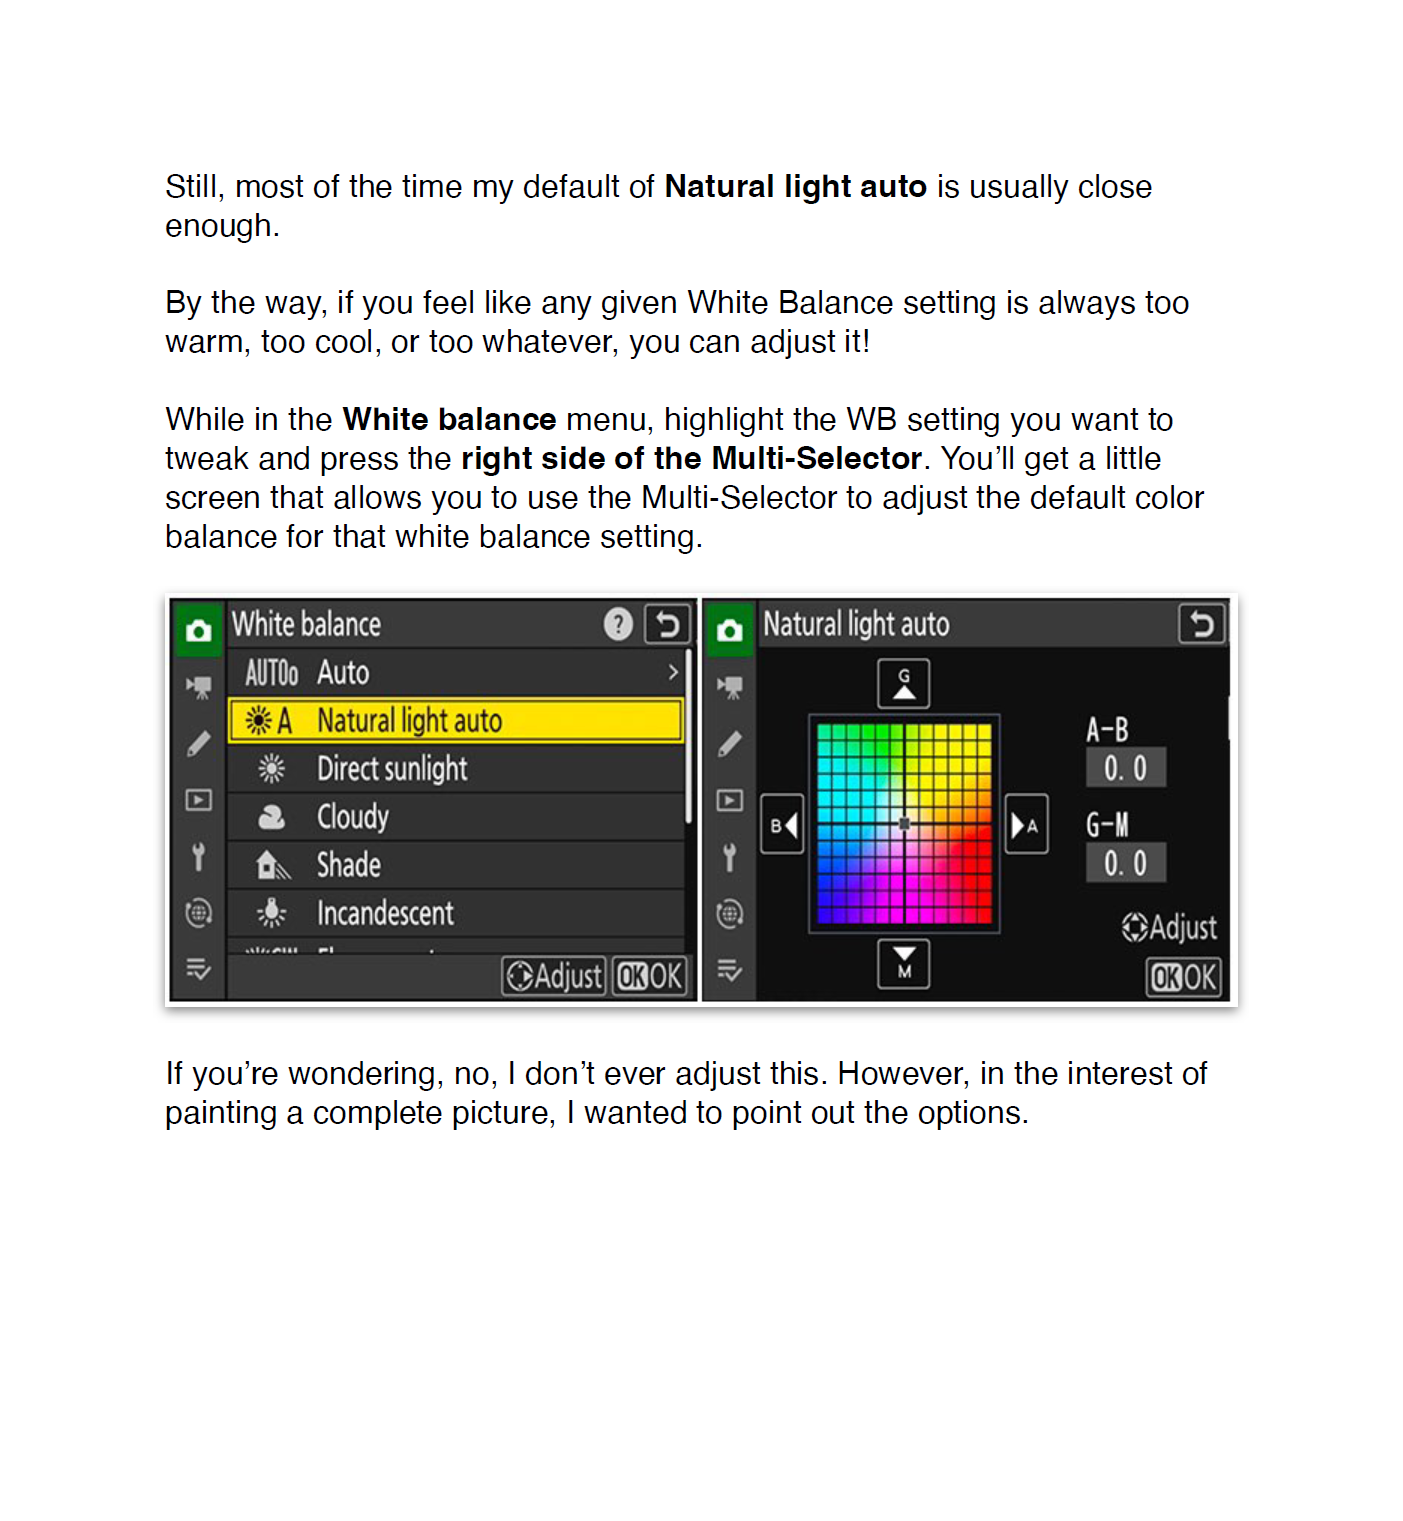 Still, most of the time my default of Natural light auto is usually close
enough.
By the way, if you feel like any given White Balance setting is always too
warm, too cool, or too whatever, you can adjust it!
While in the White balance menu, highlight the WB setting you want to
tweak and press the right side of the Multi-Selector. You’ll get a little
screen that allows you to use the Multi-Selector to adjust the default color
balance for that white balance setting.
White balance ?
AUTO0 Auto
A Natural light auto
Direct sunlight
Cloudy
Shade
Incandescent
Adjust OK OK
Natural light auto
G
B
A
M
A-B
0.0
G-M
0.0
Adjust
OK OK
If you’re wondering, no, I don’t ever adjust this. However, in the interest of
painting a complete picture, I wanted to point out the options.